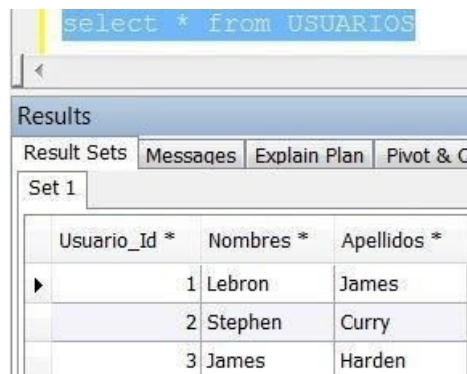 select * from USUARIOS
Results
Result Sets Messages Explain Plan Pivot &
Set 1
Usuario_Id * Nombres * Apellidos *
1 Lebron James
2 Stephen Curry
3 James Harden